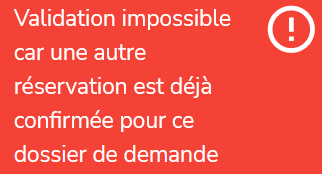 Validation impossible
car une autre
réservation est déjà
confirmée pour ce
dossier de demande